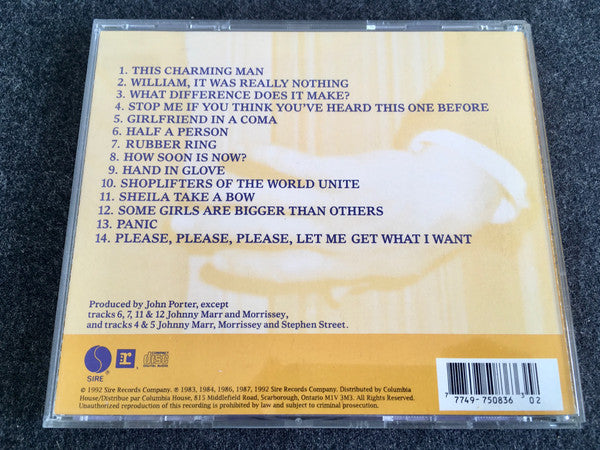 1. THIS CHARMING MAN
2. WILLIAM, IT WAS REALLY NOTHING
3. WHAT DIFFERENCE DOES IT MAKE?
4. STOP ME IF YOU THINK YOU'VE HEARD THIS ONE BEFORE
5. GIRLFRIEND IN A COMA
6. HALF A PERSON
7. RUBBER RING
8. HOW SOON IS NOW?
9. HAND IN GLOVE
10. SHOPLIFTERS OF THE WORLD UNITE
11. SHEILA TAKE A BOW
12. SOME GIRLS ARE BIGGER THAN OTHERS
13. PANIC
14. PLEASE, PLEASE, PLEASE, LET ME GET WHAT I WANT
Produced by John Porter, except
tracks 6, 7, 11 & 12 Johnny Marr and Morrissey,
and tracks 4 & 5 Johnny Marr, Morrissey and Stephen Street.
S SIRE r disc DIGITAL AUDIO
© 1992 Sire Records Company. ℗ 1983, 1984, 1986, 1987, 1992 Sire Records Company. Distributed by Columbia
House/Distribue par Columbia House, 815 Middlefield Road, Scarborough, Ontario M1V 3M3. All Rights Reserved.
Unauthorized reproduction of this recording is prohibited by law and subject to criminal prosecution.
7 7749-750836 3 02